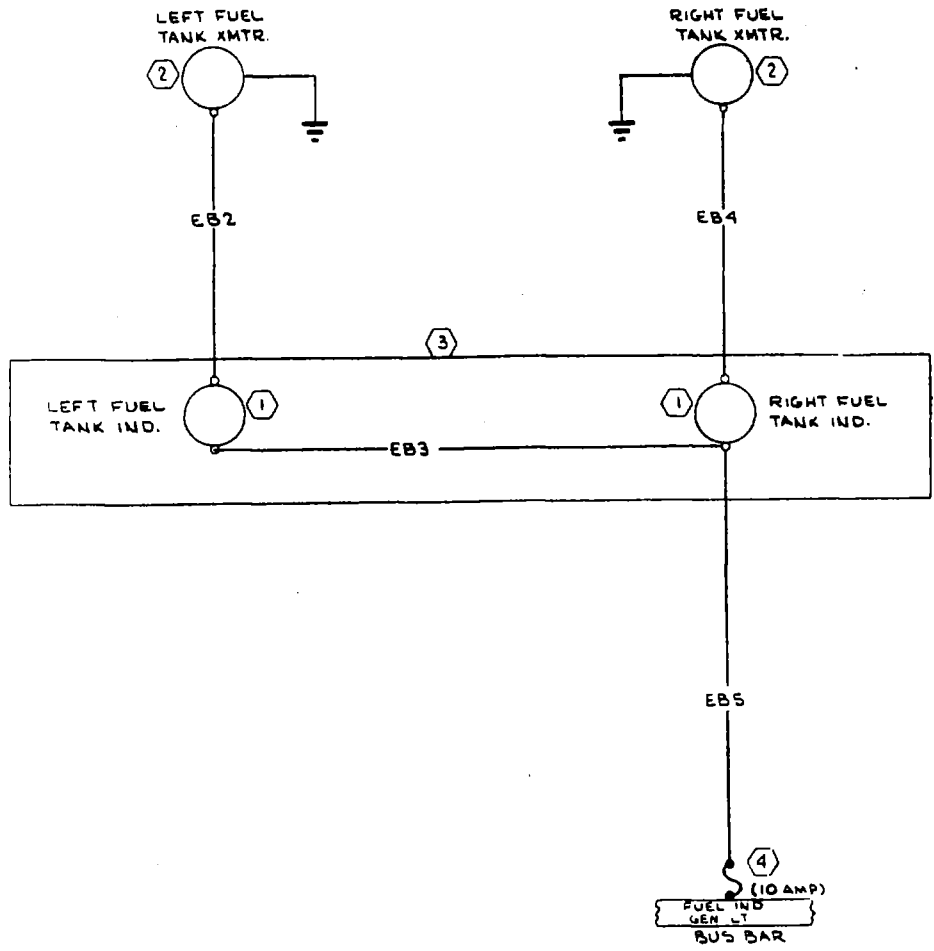 LEFT FUEL
TANK XMTR.
2
RIGHT FUEL
TANK XMTR.
2
EB2
EB4
3
LEFT FUEL
TANK IND.
1
1
RIGHT FUEL
TANK IND.
EB3
EB5
4
(10 AMP)
FUEL IND
GEN LT
BUS BAR